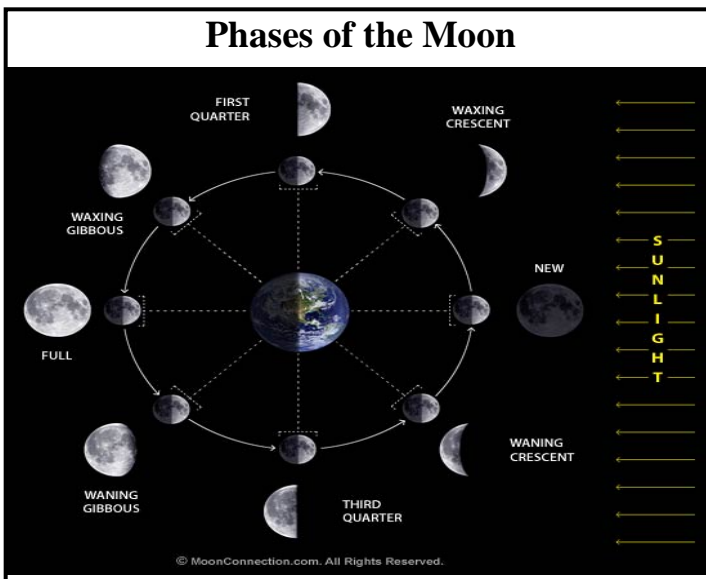 Phases of the Moon
FIRST
QUARTER
WAXING
CRESCENT
WAXING
GIBBOUS
NEW
SUNLIGHT
FULL
WANING
GIBBOUS
THIRD
QUARTER
WANING
CRESCENT
© MoonConnection.com. All Rights Reserved.